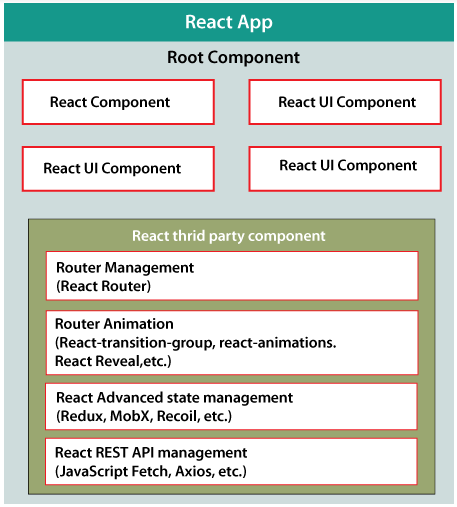 React App
Root Component
React Component
React UI Component
React UI Component
React UI Component
React thrid party component
Router Management
(React Router)
Router Animation
(React-transition-group, react-animations.
React Reveal,etc.)
React Advanced state management
(Redux, MobX, Recoil, etc.)
React REST API management
(JavaScript Fetch, Axios, etc.)